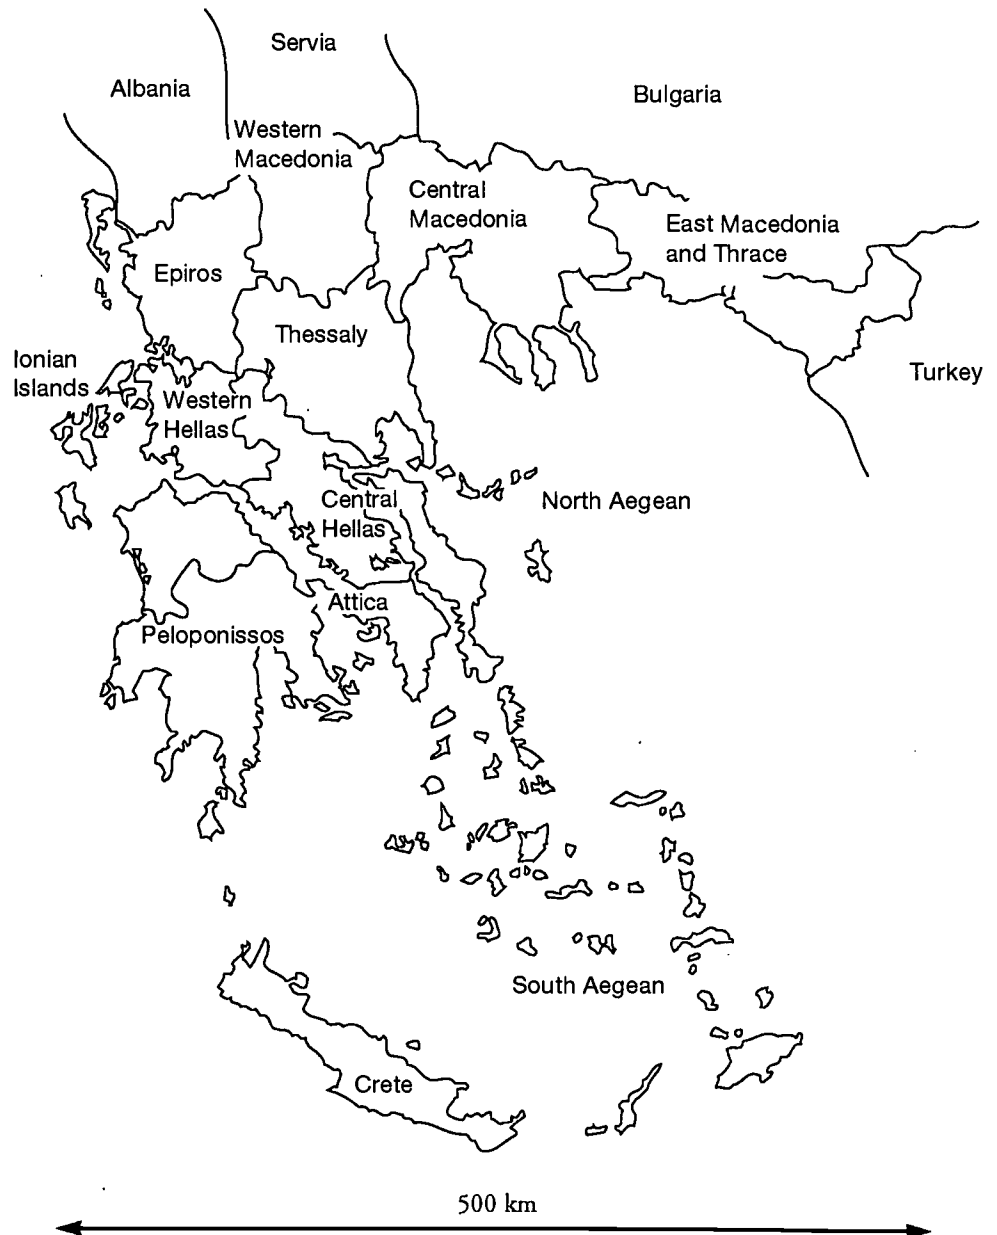 Servia
Albania
Bulgaria
Western
Macedonia
Central
Macedonia
East Macedonia
and Thrace
Epiros
Thessaly
Ionian
Islands
Turkey
Western
Hellas
Central
Hellas
North Aegean
Attica
Peloponissos
South Aegean
Crete
500 km